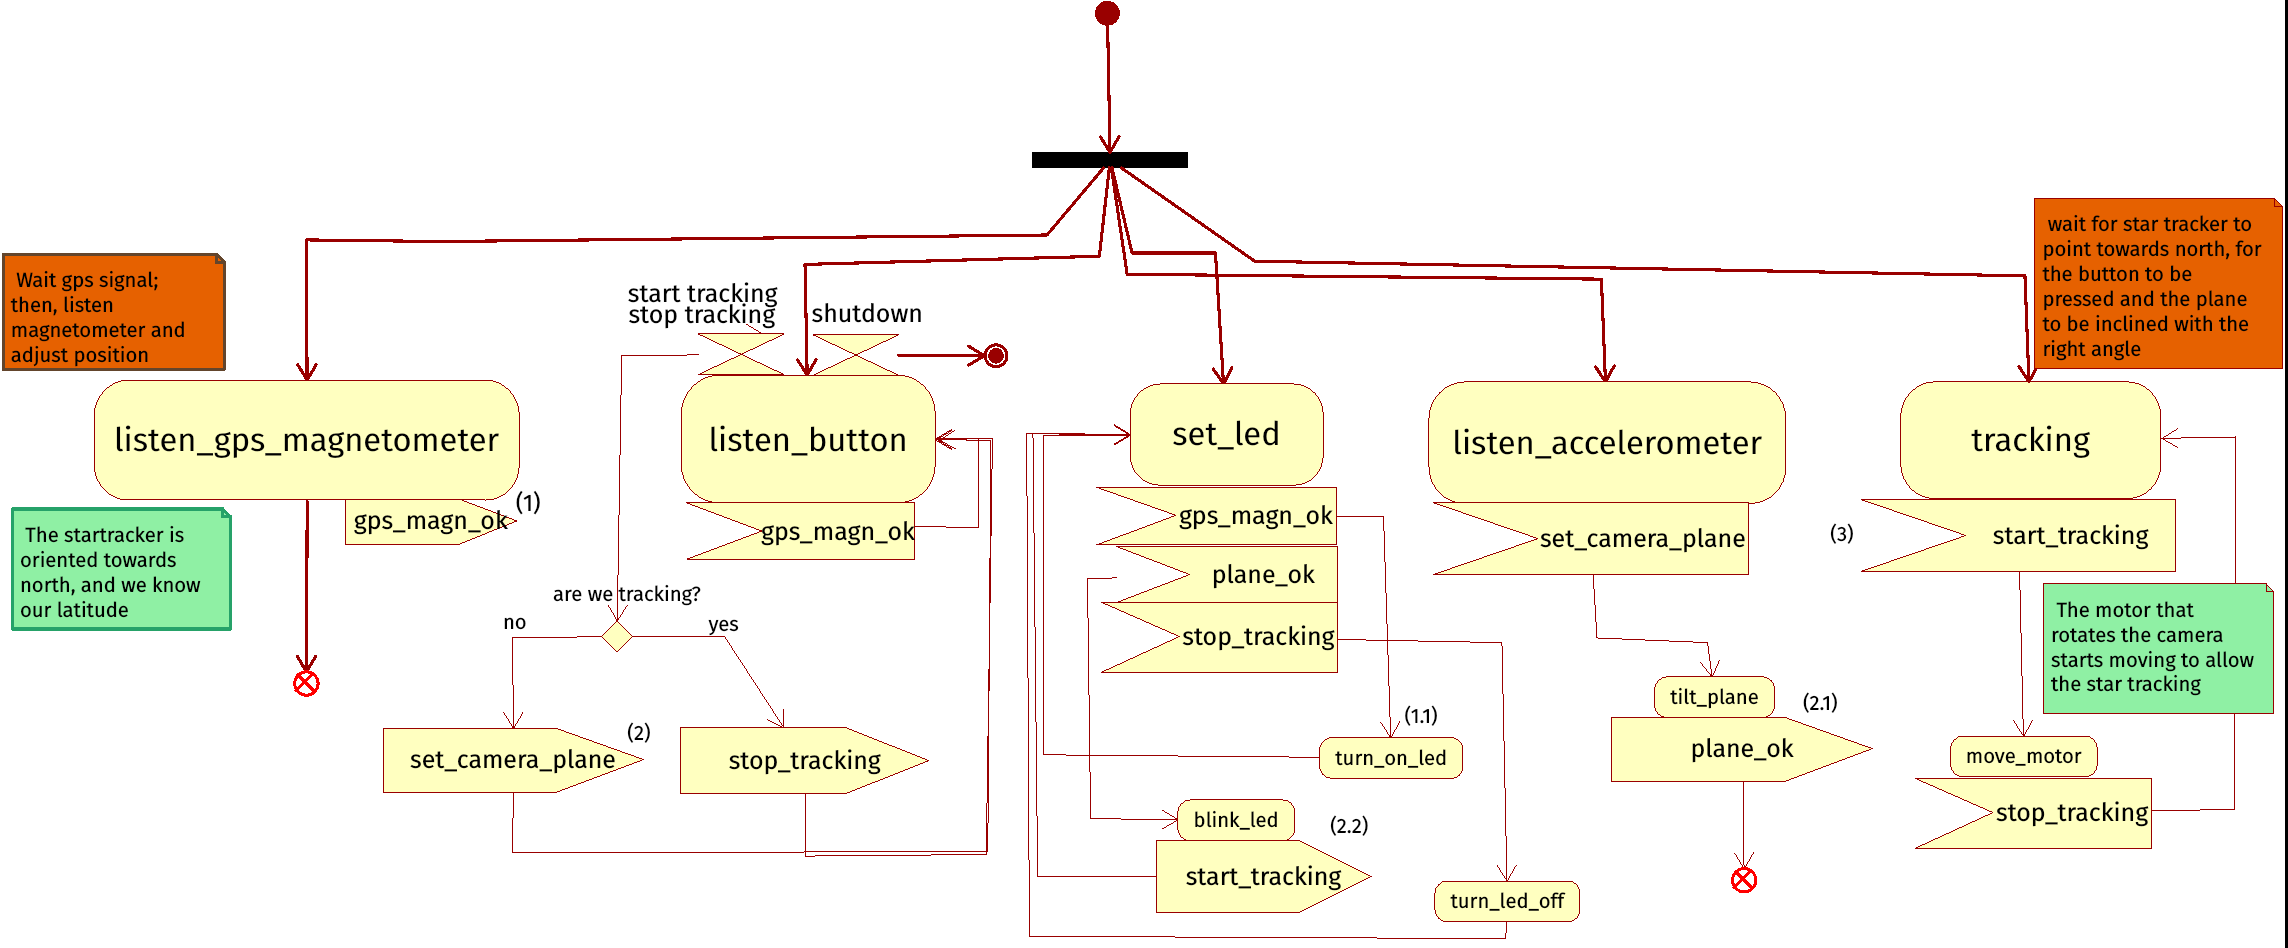 wait for star tracker to
point towards north, for
the button to be
pressed and the plane
to be inclined with the
right angle
Wait gps signal;
then, listen
magnetometer and
adjust position
start tracking
stop tracking
shutdown
listen_gps_magnetometer
listen_button
set_led
listen_accelerometer
tracking
gps_magn_ok
(1)
The startracker is
oriented towards
north, and we know
our latitude
gps_magn_ok
gps_magn_ok
plane_ok
stop_tracking
set_camera_plane
(3)
start_tracking
are we tracking?
no
yes
The motor that
rotates the camera
starts moving to allow
the star tracking
set_camera_plane
(2)
stop_tracking
(1.1)
turn_on_led
tilt_plane
(2.1)
plane_ok
move_motor
stop_tracking
blink_led
(2.2)
start_tracking
turn_led_off